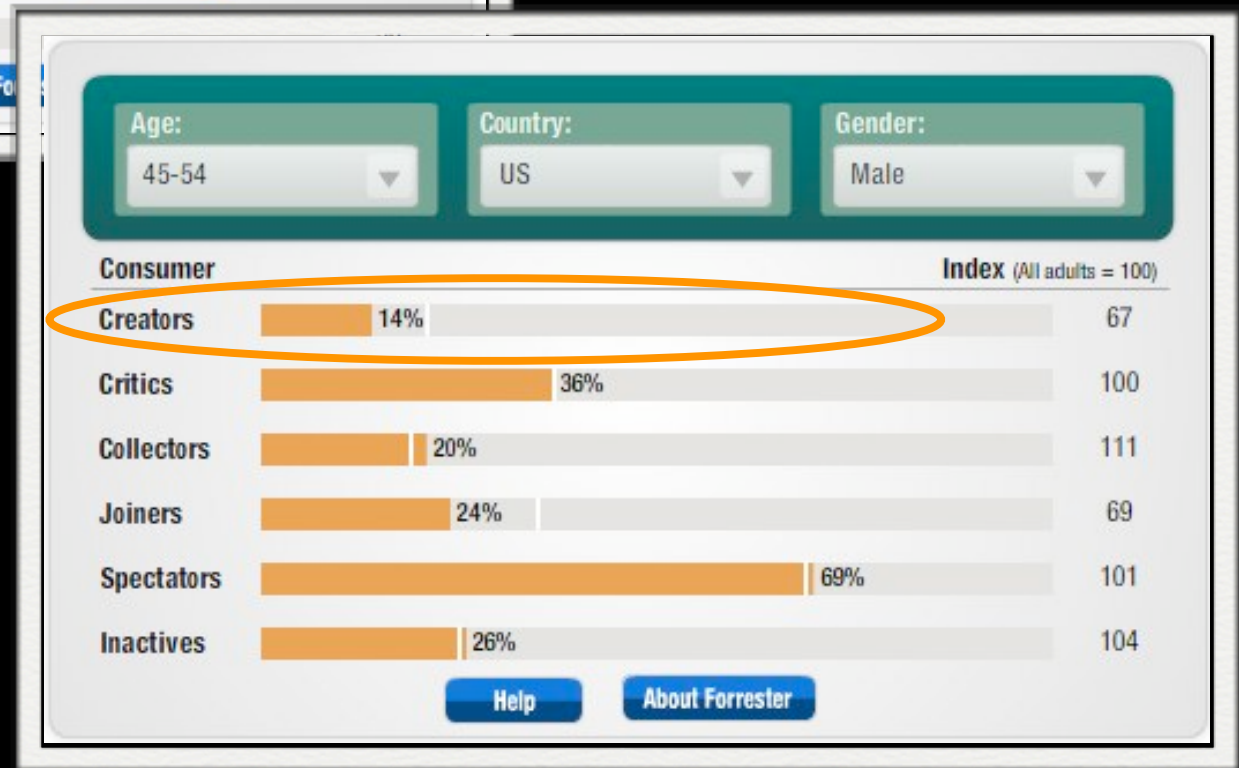 Fo
Age: Country: Gender:
45-54 US Male
Consumer Index (All adults = 100)
Creators 14% 67
Critics 36% 100
Collectors 20% 111
Joiners 24% 69
Spectators 69% 101
Inactives 26% 104
Help About Forrester